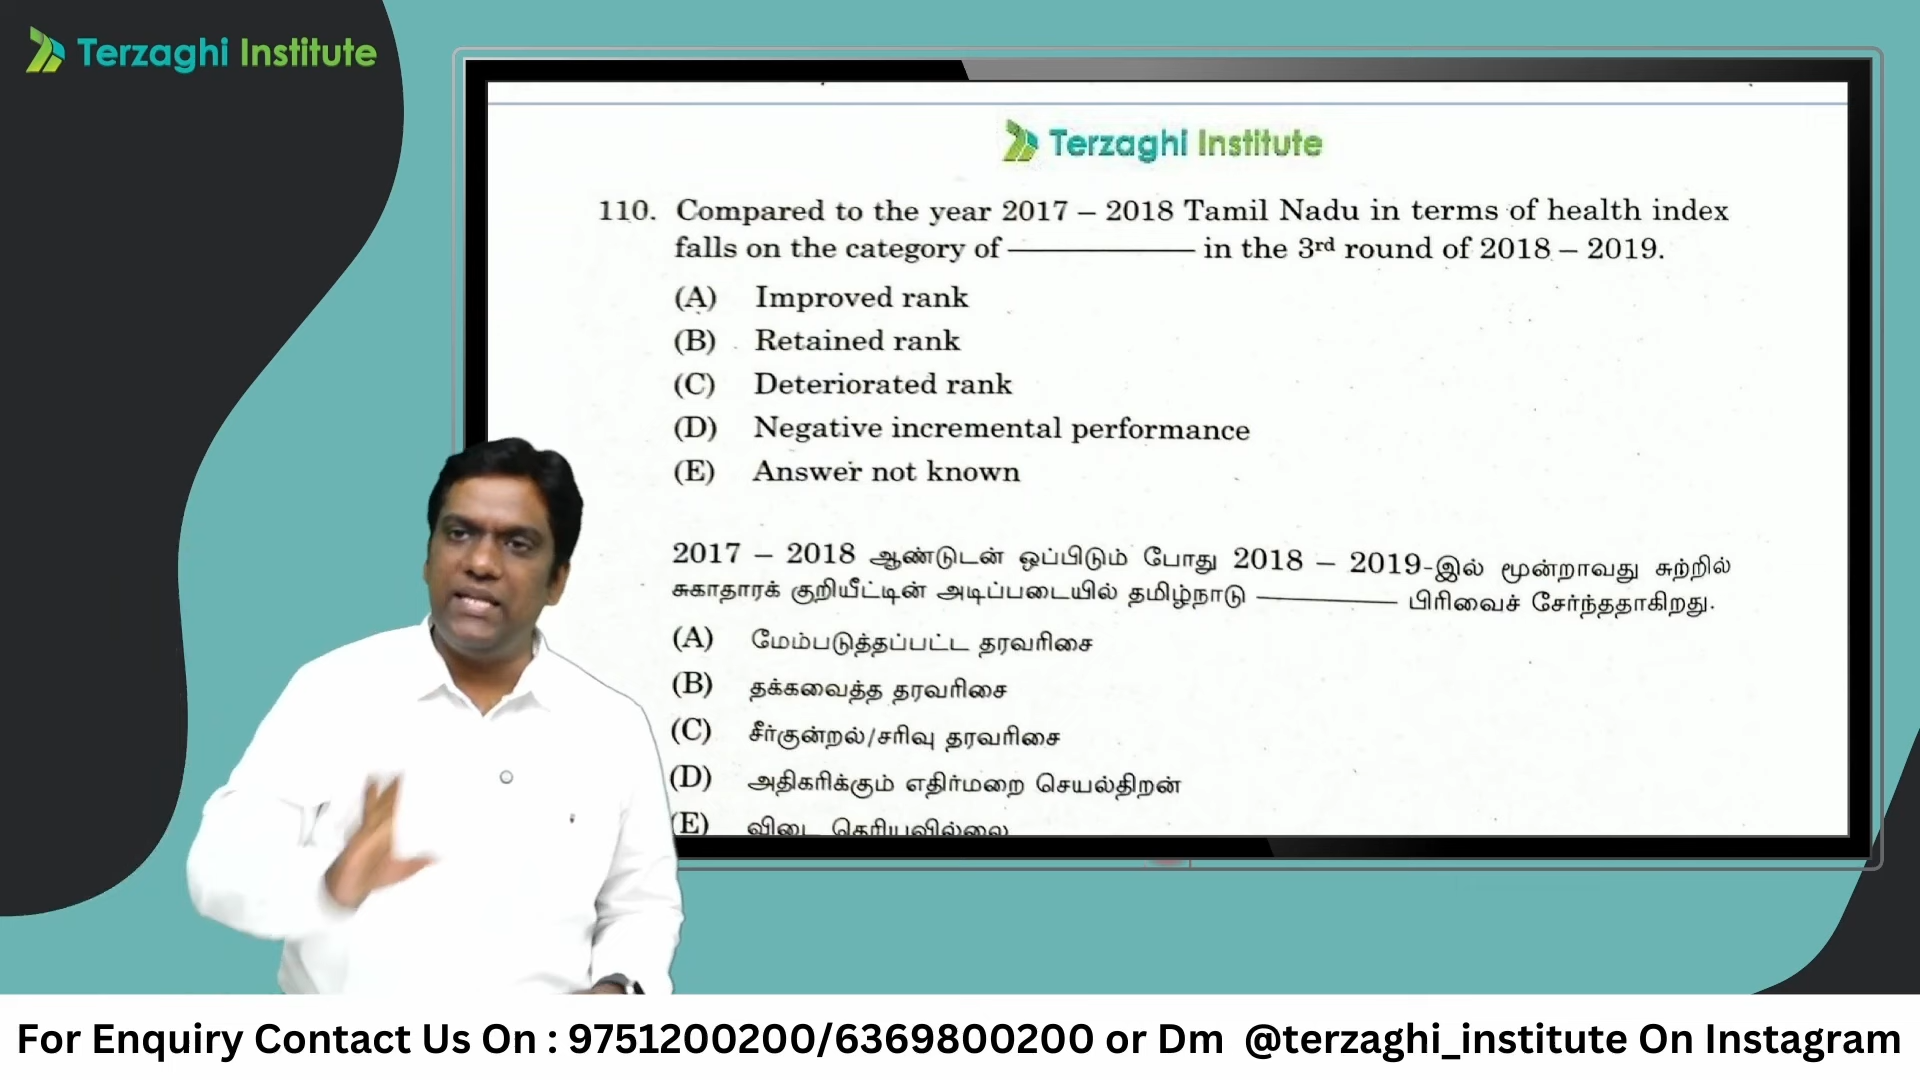 Terzaghi Institute
Terzaghi Institute
110. Compared to the year 2017 – 2018 Tamil Nadu in terms of health index
falls on the category of ———— in the 3rd round of 2018 – 2019.
(A) Improved rank
(B) Retained rank
(C) Deteriorated rank
(D) Negative incremental performance
(E) Answer not known
2017 – 2018 ஆண்டுடன் ஒப்பிடும் போது 2018 – 2019-இல் மூன்றாவது சுற்றில்
சுகாதாரக் குறியீட்டின் அடிப்படையில் தமிழ்நாடு ———— பிரிவைச் சேர்ந்ததாகிறது.
(A) மேம்படுத்தப்பட்ட தரவரிசை
(B) தக்கவைத்த தரவரிசை
(C) சீர்குன்றல்/சரிவு தரவரிசை
(D) அதிகரிக்கும் எதிர்மறை செயல்திறன்
(E) விடை தெரியவில்லை
For Enquiry Contact Us On : 9751200200/6369800200 or Dm @terzaghi_institute On Instagram